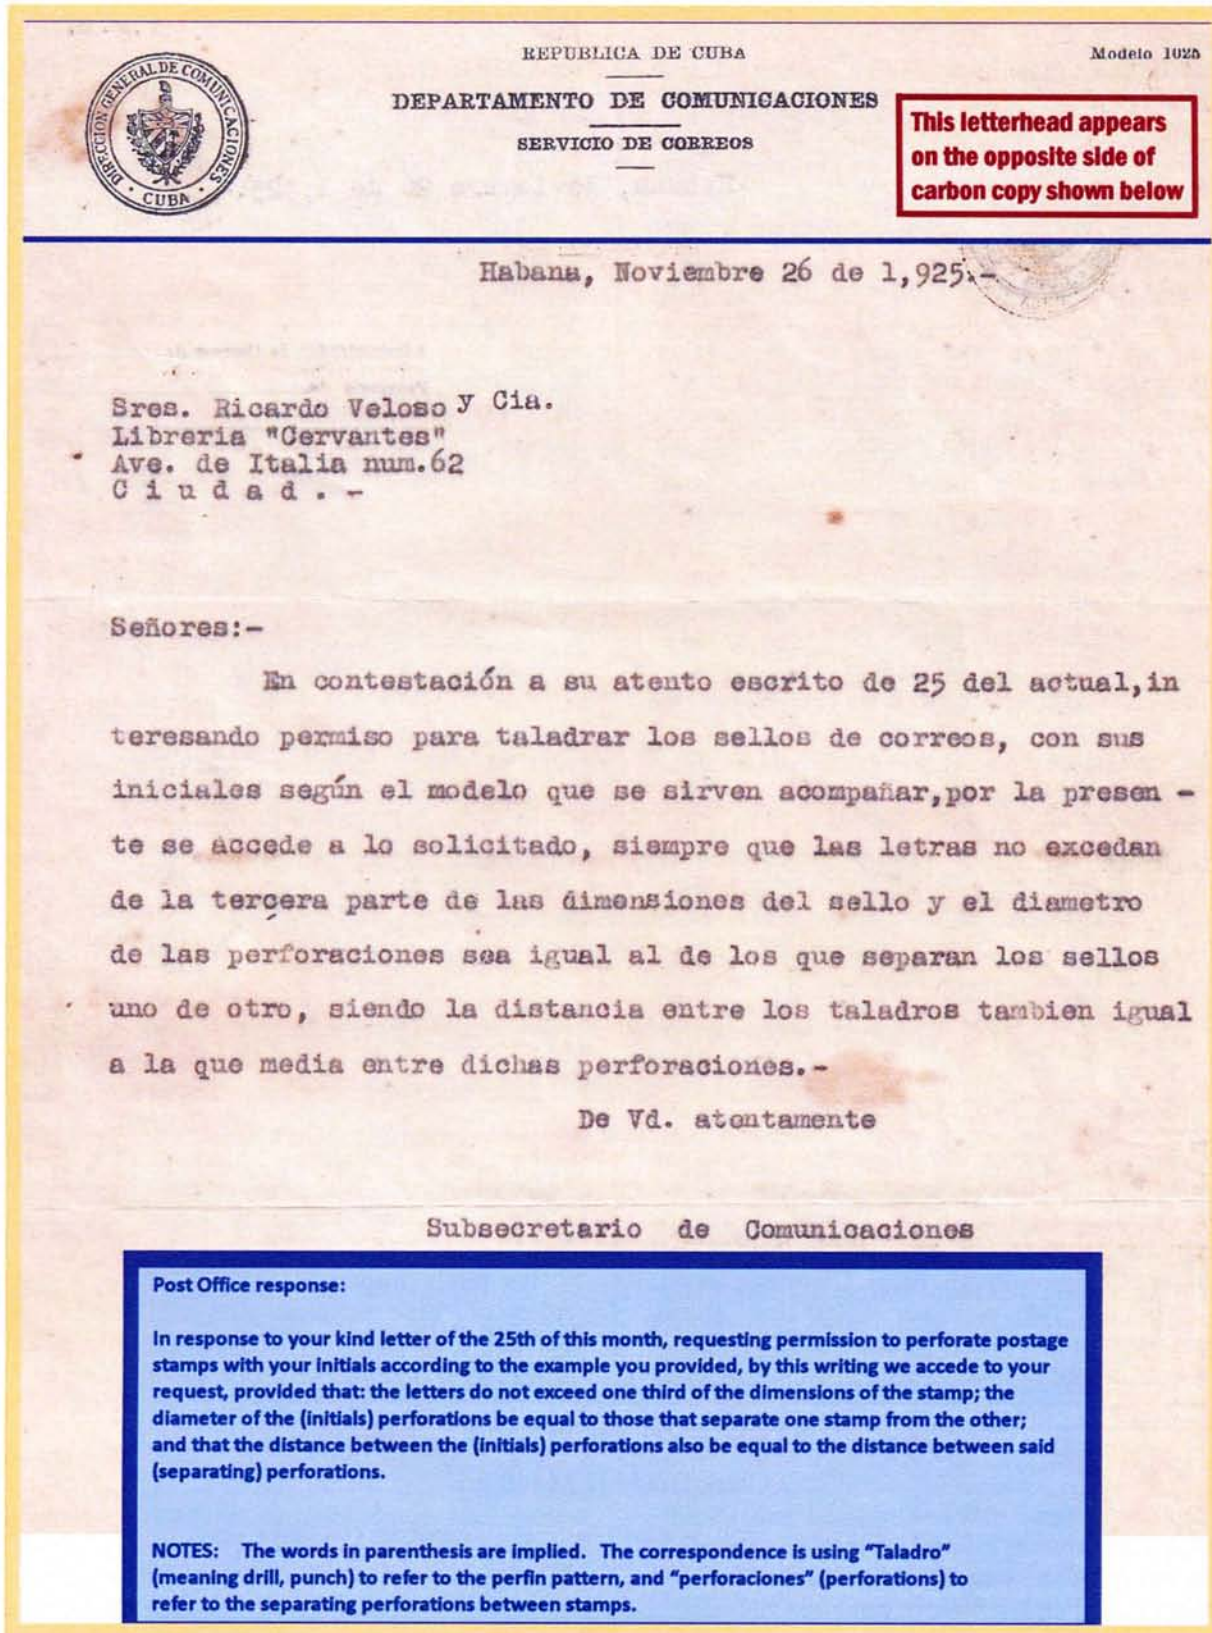 REPUBLICA DE CUBA
Modelo 1025
DEPARTAMENTO DE COMUNICACIONES
SERVICIO DE CORREOS
DIRECCION GENERAL DE COMUNICACIONES
CUBA
This letterhead appears
on the opposite side of
carbon copy shown below
Habana, Noviembre 26 de 1,925.-
Sres. Ricardo Veloso y Cia.
Libreria "Cervantes"
Ave. de Italia num.62
C i u d a d . -
Señores:-
En contestación a su atento escrito de 25 del actual,in
teresando permiso para taladrar los sellos de correos, con sus
iniciales según el modelo que se sirven acompañar,por la presen -
te se accede a lo solicitado, siempre que las letras no excedan
de la tercera parte de las dimensiones del sello y el diametro
de las perforaciones sea igual al de los que separan los sellos
uno de otro, siendo la distancia entre los taladros tambien igual
a la que media entre dichas perforaciones.-
De Vd. atentamente
Subsecretario de Comunicaciones
Post Office response:
In response to your kind letter of the 25th of this month, requesting permission to perforate postage
stamps with your initials according to the example you provided, by this writing we accede to your
request, provided that: the letters do not exceed one third of the dimensions of the stamp; the
diameter of the (initials) perforations be equal to those that separate one stamp from the other;
and that the distance between the (initials) perforations also be equal to the distance between said
(separating) perforations.
NOTES: The words in parenthesis are implied. The correspondence is using "Taladro"
(meaning drill, punch) to refer to the perfin pattern, and "perforaciones" (perforations) to
refer to the separating perforations between stamps.